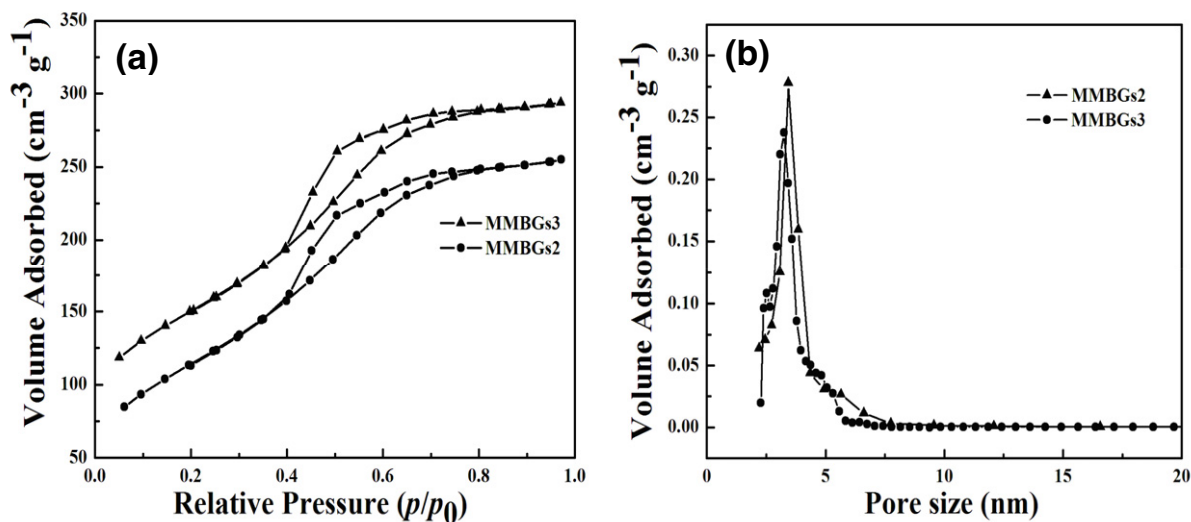 (a)
Volume Adsorbed (cm⁻³ g⁻¹)
350
300
250
200
150
100
50
MMBGs3
MMBGs2
0.0 0.2 0.4 0.6 0.8 1.0
Relative Pressure (p/p₀)
(b)
Volune Adsorbed (cm⁻³ g⁻¹)
0.30
0.25
0.20
0.15
0.10
0.05
0.00
MMBGs2
MMBGs3
0 5 10 15 20
Pore size (nm)